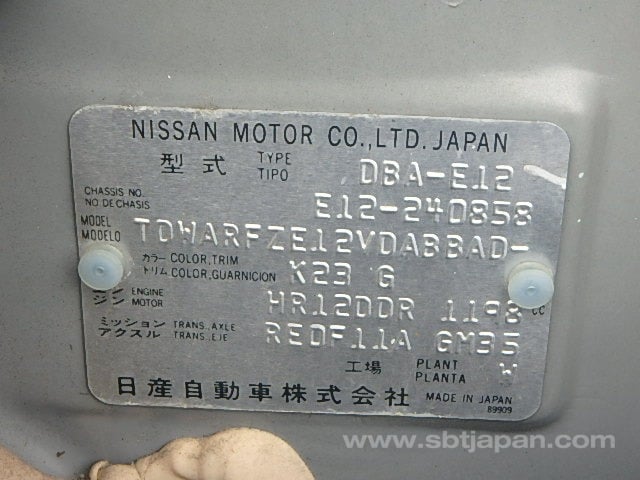 NISSAN MOTOR CO., LTD. JAPAN
型式 TYPE TIPO DBA-E12
CHASSIS NO. NO. DE CHASIS E12-240858
MODEL MODELO TDWARFZE12VDABBAD-
カラー トリム COLOR, TRIM COLOR, GUARNICION K23 G
ジン ENGINE MOTOR HR12DDR 1198 CC
ミッション アクスル TRANS., AXLE TRANS., EJE RE0F11A GM35
工場 PLANT PLANTA W
日産自動車株式会社 MADE IN JAPAN
89909
www.sbtjapan.com